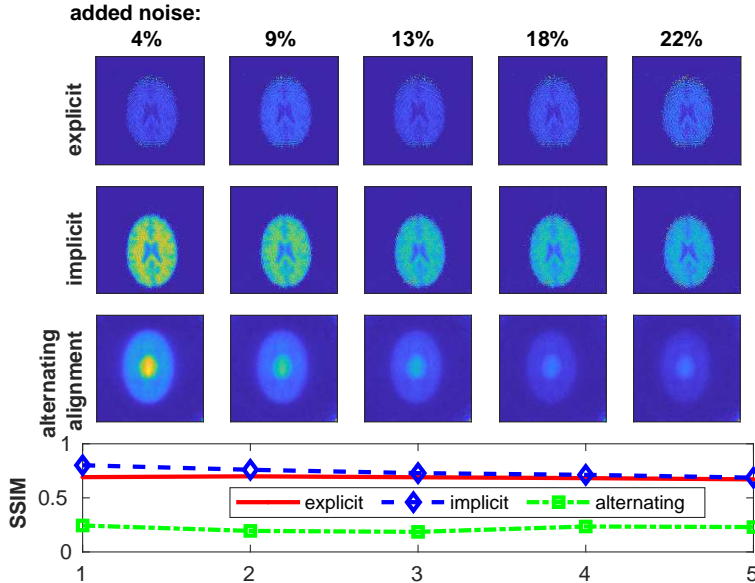 added noise:
4% 9% 13% 18% 22%
explicit
implicit
alternating
alignment
1
0.5
0
SSIM
explicit implicit alternating
1 2 3 4 5